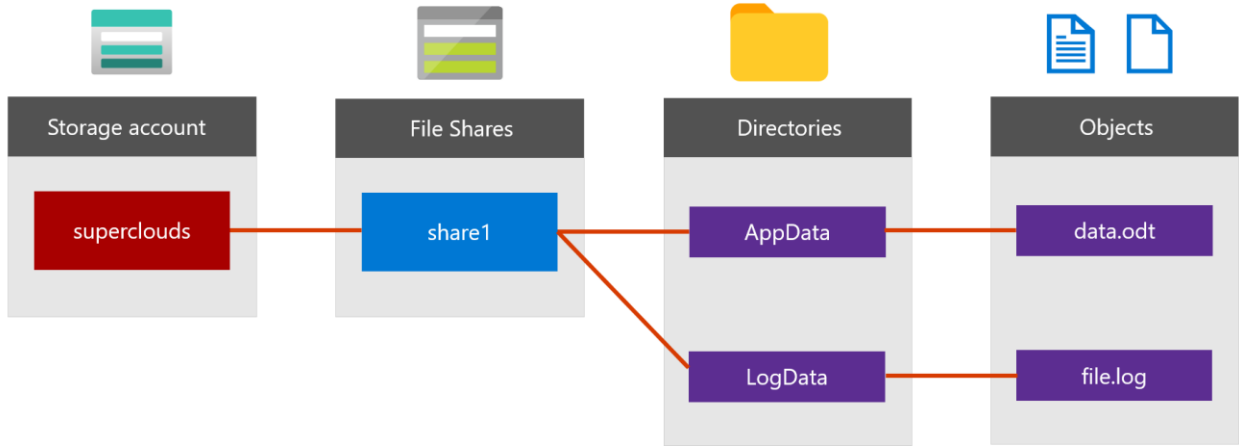 Storage account
File Shares
Directories
Objects
superclouds
share1
AppData
data.odt
LogData
file.log